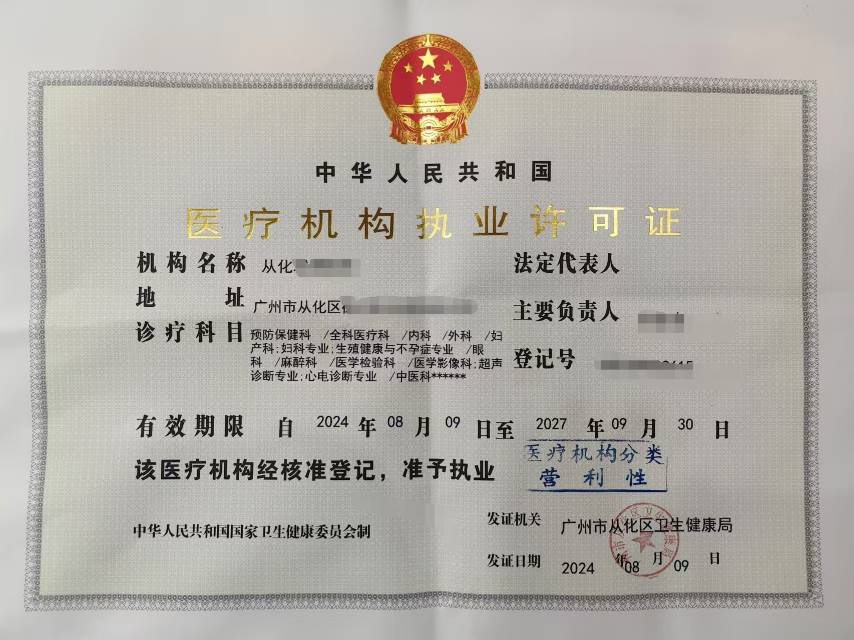 中华人民共和国
医疗机构执业许可证
机构名称 从化
法定代表人
地址 广州市从化区
主要负责人
诊疗科目 预防保健科 /全科医疗科 /内科 /外科 /妇
产科;妇科专业;生殖健康与不孕症专业 /眼
科 /麻醉科 /医学检验科 /医学影像科;超声
诊断专业;心电诊断专业 /中医科******
登记号
有效期限 自 2024 年 08 月 09 日至 2027 年 09 月 30 日
该医疗机构经核准登记，准予执业
医疗机构分类
营利性
中华人民共和国国家卫生健康委员会制
发证机关 广州市从化区卫生健康局
发证日期 2024 年 08 月 09 日